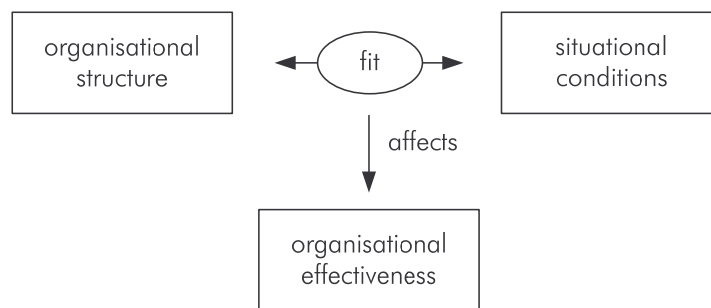 organisational
structure
fit
situational
conditions
affects
organisational
effectiveness